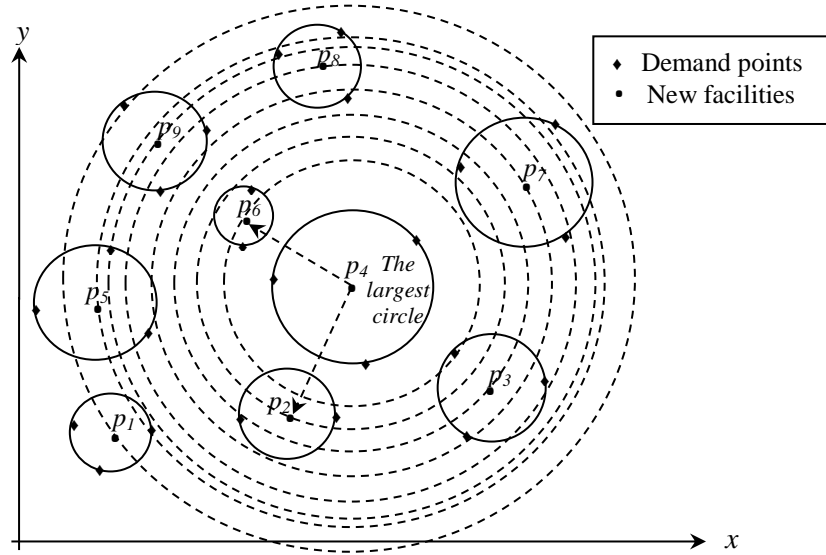 y
p8
Demand points
New facilities
p9
p7
p6
p4 The
largest
circle
p5
p3
p2
p1
x